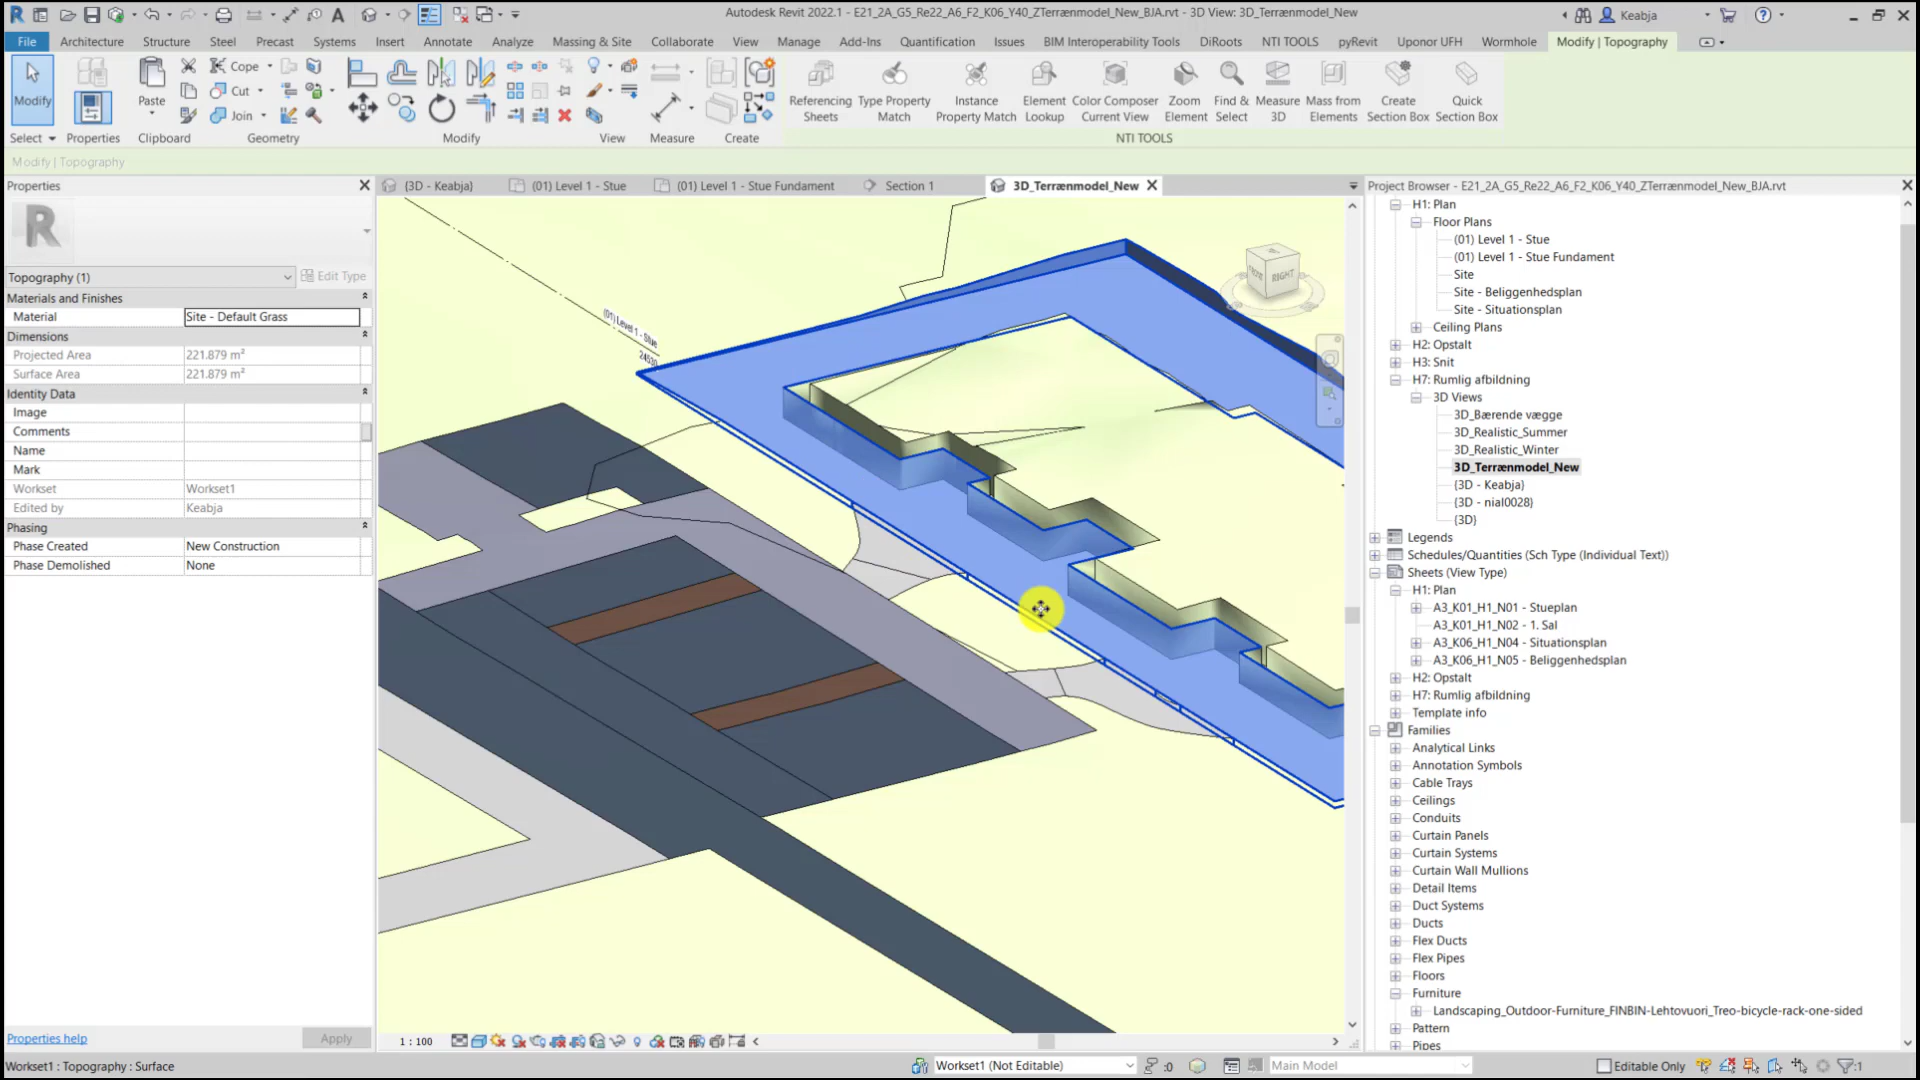 Autodesk Revit 2022.1 - E21_2A_G5_Re22_A6_F2_K06_Y40_ZTerrænmodel_New_BJA.rvt - 3D View: 3D_Terrænmodel_New
Keabja
File Architecture Structure Steel Precast Systems Insert Annotate Analyze Massing & Site Collaborate View Manage Add-Ins Quantification Issues BIM Interoperability Tools DiRoots NTI TOOLS pyRevit Uponor UFH Wormhole Modify | Topography
Modify Paste Cope Cut Join
Referencing Sheets Type Property Match Instance Property Match Element Lookup Color Composer Current View Zoom Element Find & Select Measure 3D Mass from Elements Create Section Box Quick Section Box
Select Properties Clipboard Geometry Modify View Measure Create NTI TOOLS
Modify | Topography
Properties
{3D - Keabja} (01) Level 1 - Stue (01) Level 1 - Stue Fundament Section 1 3D_Terrænmodel_New
Project Browser - E21_2A_G5_Re22_A6_F2_K06_Y40_ZTerrænmodel_New_BJA.rvt
Topography (1) Edit Type
Materials and Finishes
Material Site - Default Grass
Dimensions
Projected Area 221.879 m²
Surface Area 221.879 m²
Identity Data
Image
Comments
Name
Mark
Workset Workset1
Edited by Keabja
Phasing
Phase Created New Construction
Phase Demolished None
Properties help Apply
(01) Level 1 - Stue
24530
RIGHT
1 : 100
H1: Plan
Floor Plans
(01) Level 1 - Stue
(01) Level 1 - Stue Fundament
Site
Site - Beliggenhedsplan
Site - Situationsplan
Ceiling Plans
H2: Opstalt
H3: Snit
H7: Rumlig afbildning
3D Views
3D_Bærende vægge
3D_Realistic_Summer
3D_Realistic_Winter
3D_Terrænmodel_New
{3D - Keabja}
{3D - nial0028}
{3D}
Legends
Schedules/Quantities (Sch Type (Individual Text))
Sheets (View Type)
H1: Plan
A3_K01_H1_N01 - Stueplan
A3_K01_H1_N02 - 1. Sal
A3_K06_H1_N04 - Situationsplan
A3_K06_H1_N05 - Beliggenhedsplan
H2: Opstalt
H7: Rumlig afbildning
Template info
Families
Analytical Links
Annotation Symbols
Cable Trays
Ceilings
Conduits
Curtain Panels
Curtain Systems
Curtain Wall Mullions
Detail Items
Duct Systems
Ducts
Flex Ducts
Flex Pipes
Floors
Furniture
Landscaping_Outdoor-Furniture_FINBIN-Lehtovuori_Treo-bicycle-rack-one-sided
Pattern
Pipes
Workset1 : Topography : Surface
Workset1 (Not Editable) :0 Main Model Editable Only :1